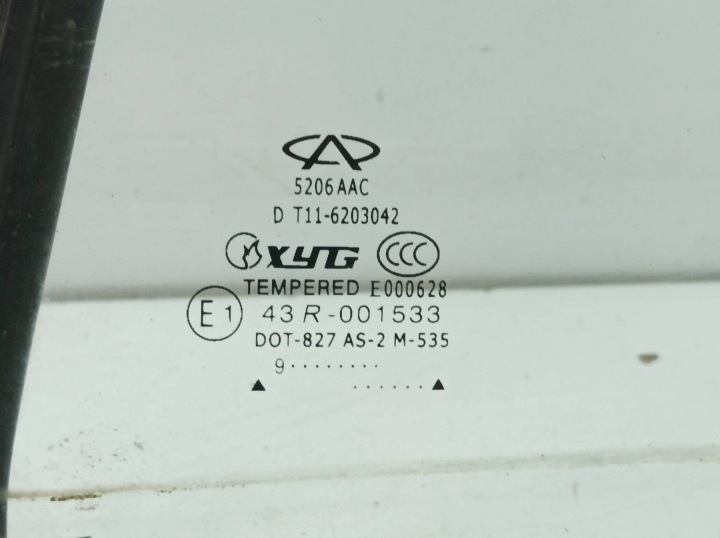 5206AAC
D T11-6203042
XYG CCC
TEMPERED E000628
E1 43R-001533
DOT-827 AS-2 M-535
9·········
······